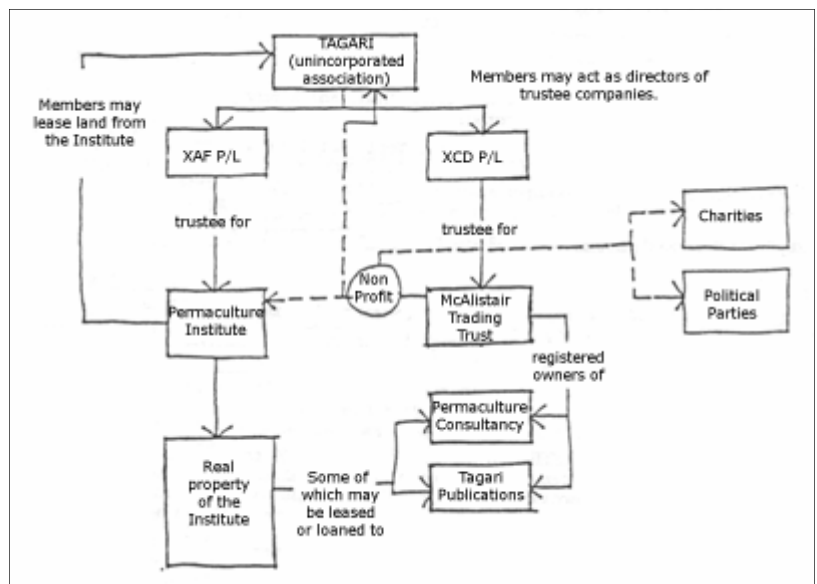 TAGARI
(unincorporated
association)
Members may act as directors of
trustee companies.
Members may
lease land from
the Institute
XAF P/L
XCD P/L
trustee for
trustee for
Charities
Non
Profit
Permaculture
Institute
McAlistair
Trading
Trust
Political
Parties
registered
owners of
Permaculture
Consultancy
Real
property
of the
Institute
Some of
which may
be leased
or loaned to
Tagari
Publications